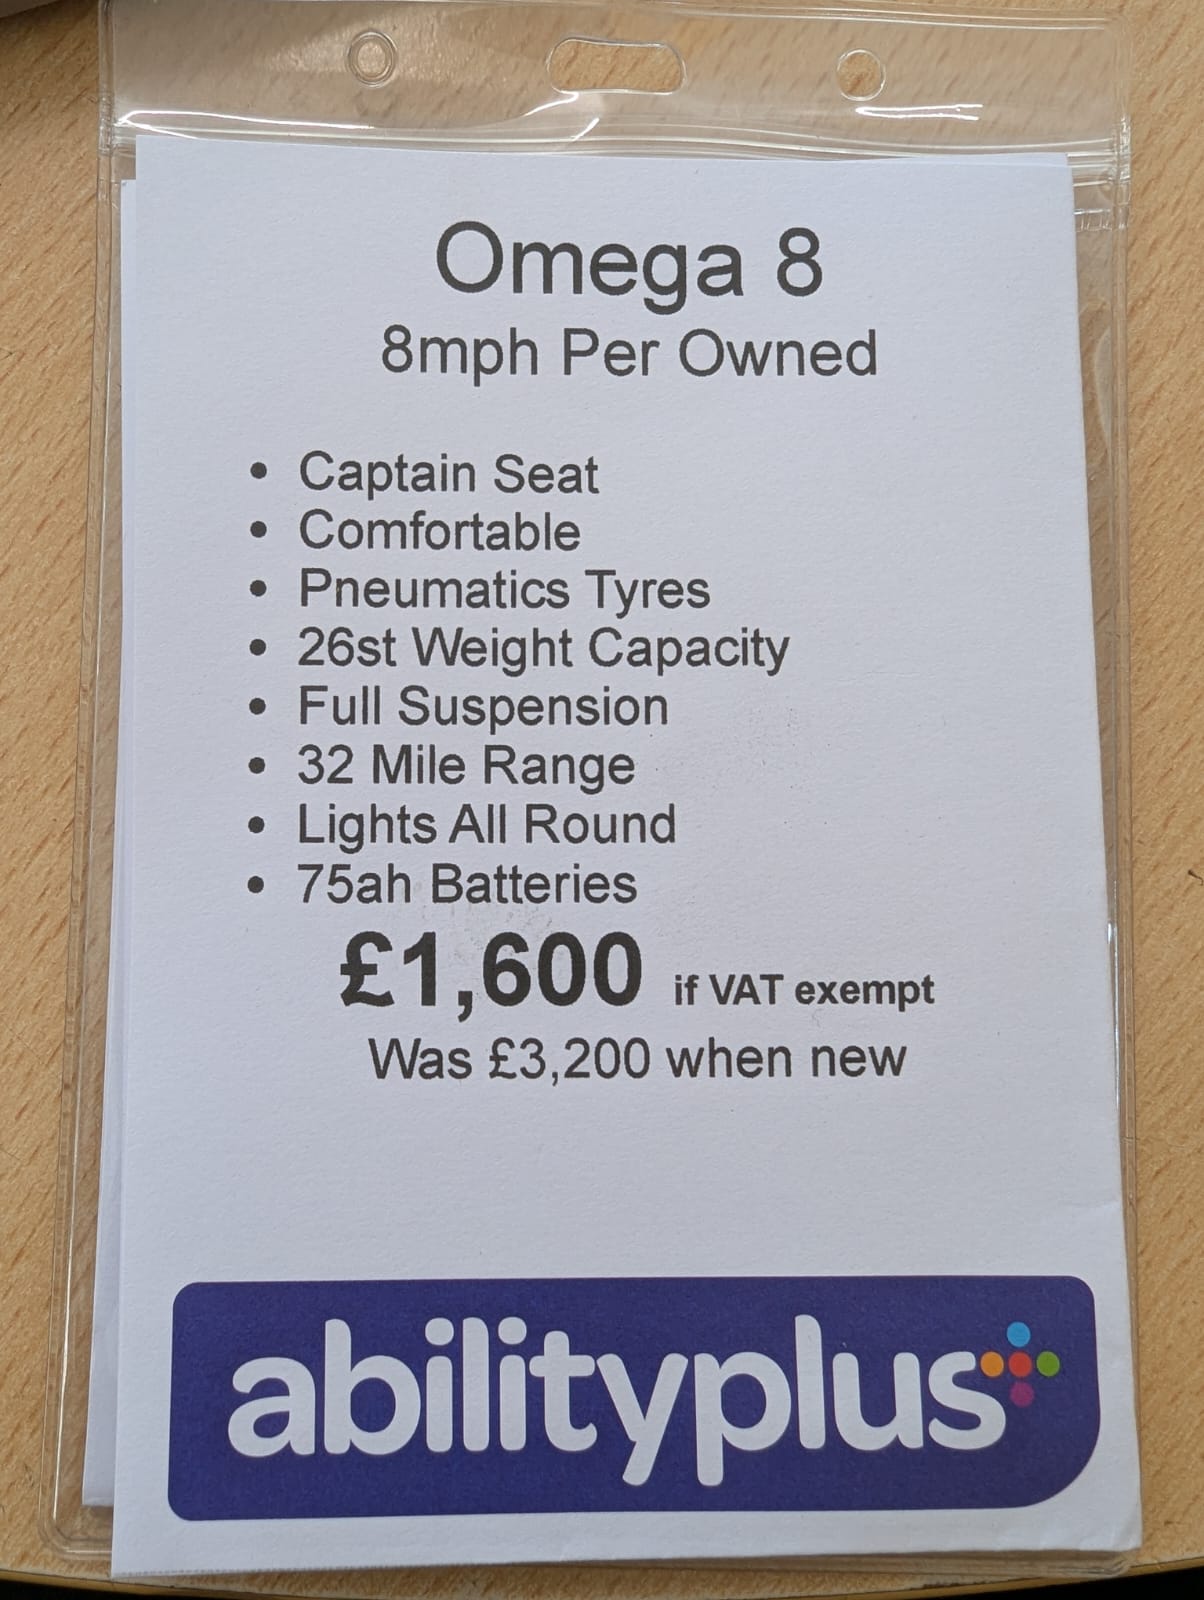 Omega 8
8mph Per Owned
• Captain Seat
• Comfortable
• Pneumatics Tyres
• 26st Weight Capacity
• Full Suspension
• 32 Mile Range
• Lights All Round
• 75ah Batteries
£1,600 if VAT exempt
Was £3,200 when new
abilityplus